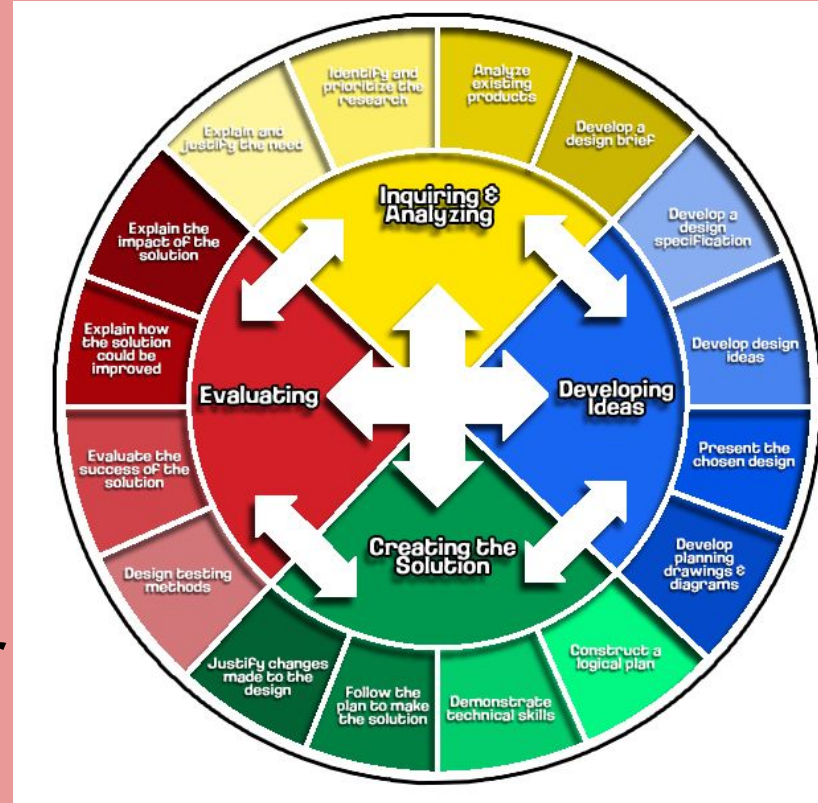 Inquiring &
Analyzing
Explain and
justify the need
Identify and
prioritize the
research
Analyze
existing
products
Develop a
design brief
Developing
Ideas
Develop a
design
specification
Develop design
ideas
Present the
chosen design
Develop
planning
drawings &
diagrams
Creating the
Solution
Construct a
logical plan
Demonstrate
technical skills
Follow the
plan to make
the solution
Justify changes
made to the
design
Evaluating
Design testing
methods
Evaluate the
success of the
solution
Explain how
the solution
could be
improved
Explain the
impact of the
solution